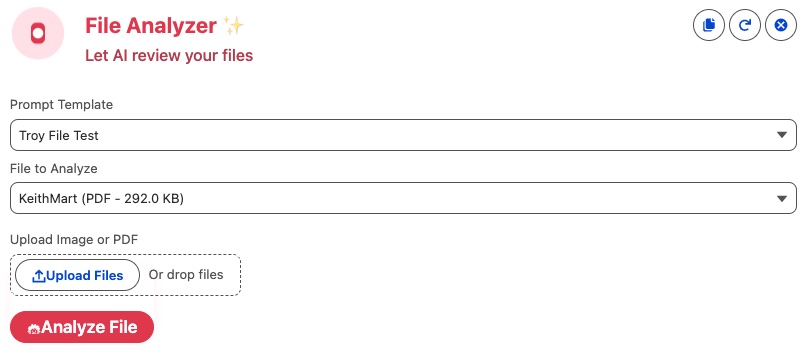 File Analyzer ✨
Let AI review your files
Prompt Template
Troy File Test
File to Analyze
KeithMart (PDF - 292.0 KB)
Upload Image or PDF
Upload Files Or drop files
Analyze File